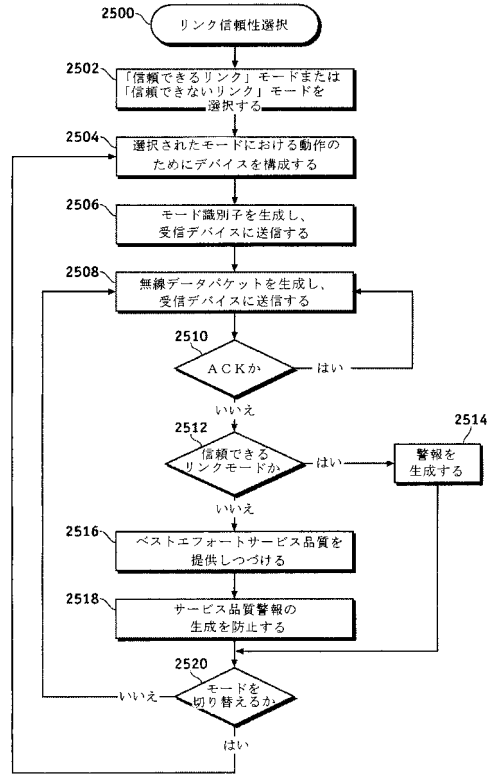 2500
リンク信頼性選択
2502
「信頼できるリンク」モードまたは
「信頼できないリンク」モードを
選択する
2504
選択されたモードにおける動作の
ためにデバイスを構成する
2506
モード識別子を生成し、
受信デバイスに送信する
2508
無線データパケットを生成し、
受信デバイスに送信する
2510
ACKか
はい
いいえ
2512
信頼できる
リンクモードか
はい
2514
警報を
生成する
いいえ
2516
ベストエフォートサービス品質を
提供しつづける
2518
サービス品質警報の
生成を防止する
2520
モードを
切り替えるか
いいえ
はい